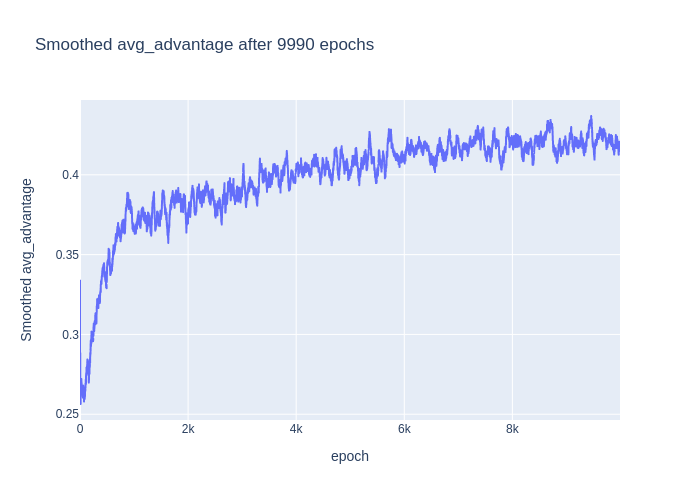 Smoothed avg_advantage after 9990 epochs
Smoothed avg_advantage
0.4
0.35
0.3
0.25
0
2k
4k
6k
8k
epoch